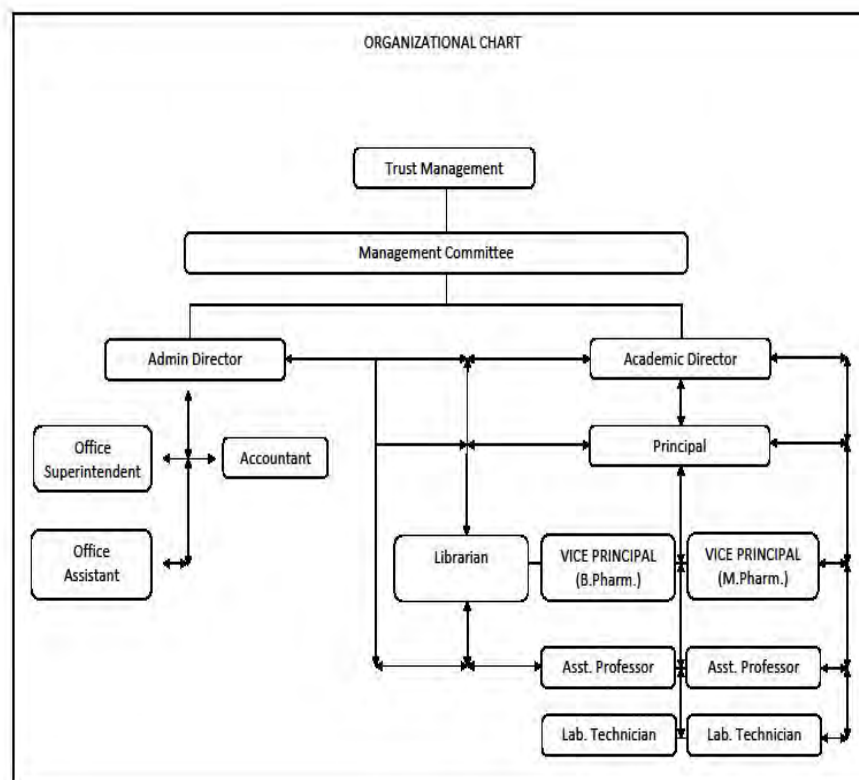 ORGANIZATIONAL CHART
Trust Management
Management Committee
Admin Director
Academic Director
Office
Superintendent
Accountant
Principal
Office
Assistant
Librarian
VICE PRINCIPAL
(B.Pharm.)
VICE PRINCIPAL
(M.Pharm.)
Asst. Professor
Asst. Professor
Lab. Technician
Lab. Technician